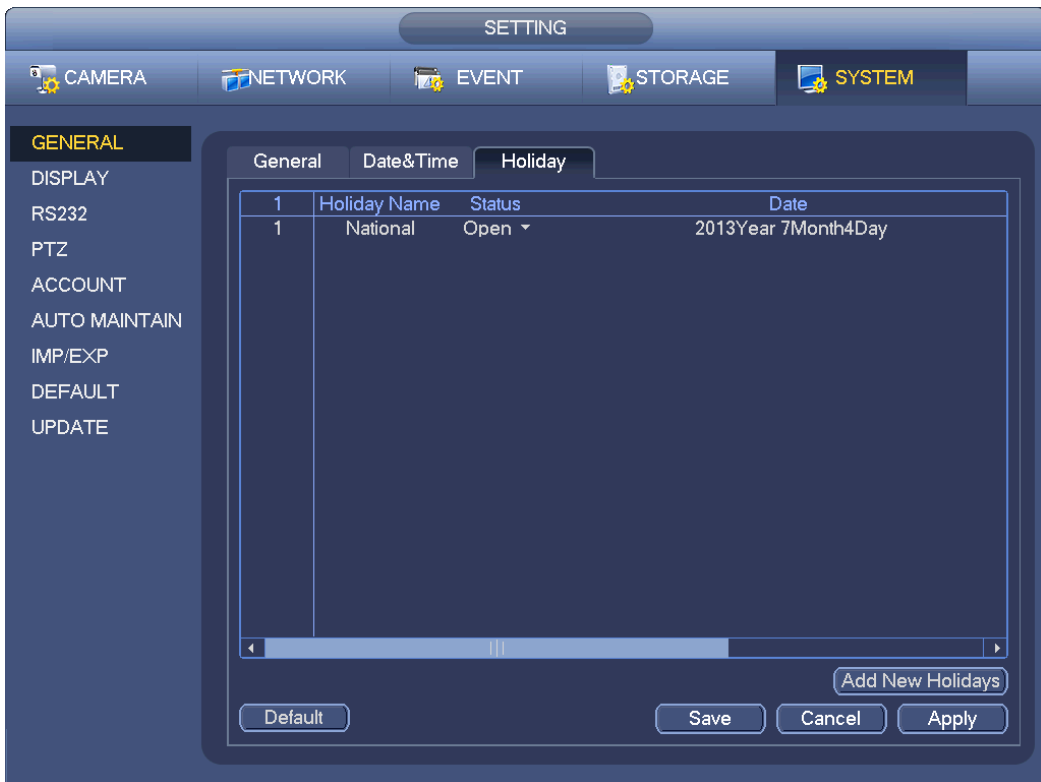 SETTING
CAMERA NETWORK EVENT STORAGE SYSTEM
GENERAL
DISPLAY
RS232
PTZ
ACCOUNT
AUTO MAINTAIN
IMP/EXP
DEFAULT
UPDATE
General Date&Time Holiday
1 Holiday Name Status Date
1 National Open 2013Year 7Month4Day
Add New Holidays
Default Save Cancel Apply